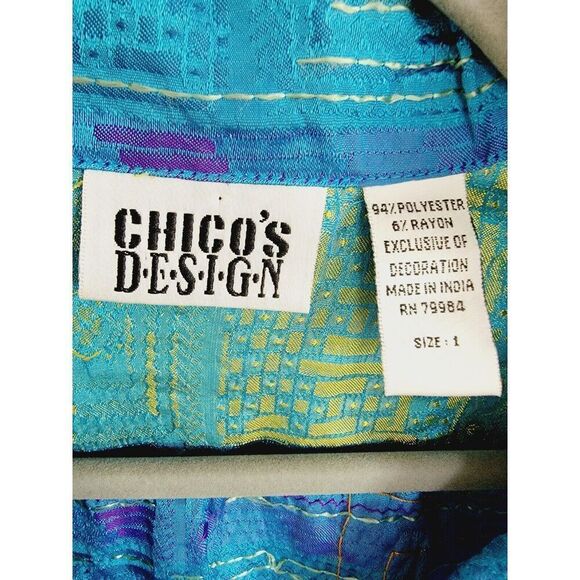 CHICO'S
D·E·S·I·G·N
94% POLYESTER
6% RAYON
EXCLUSIVE OF
DECORATION
MADE IN INDIA
RN 79984
SIZE : 1